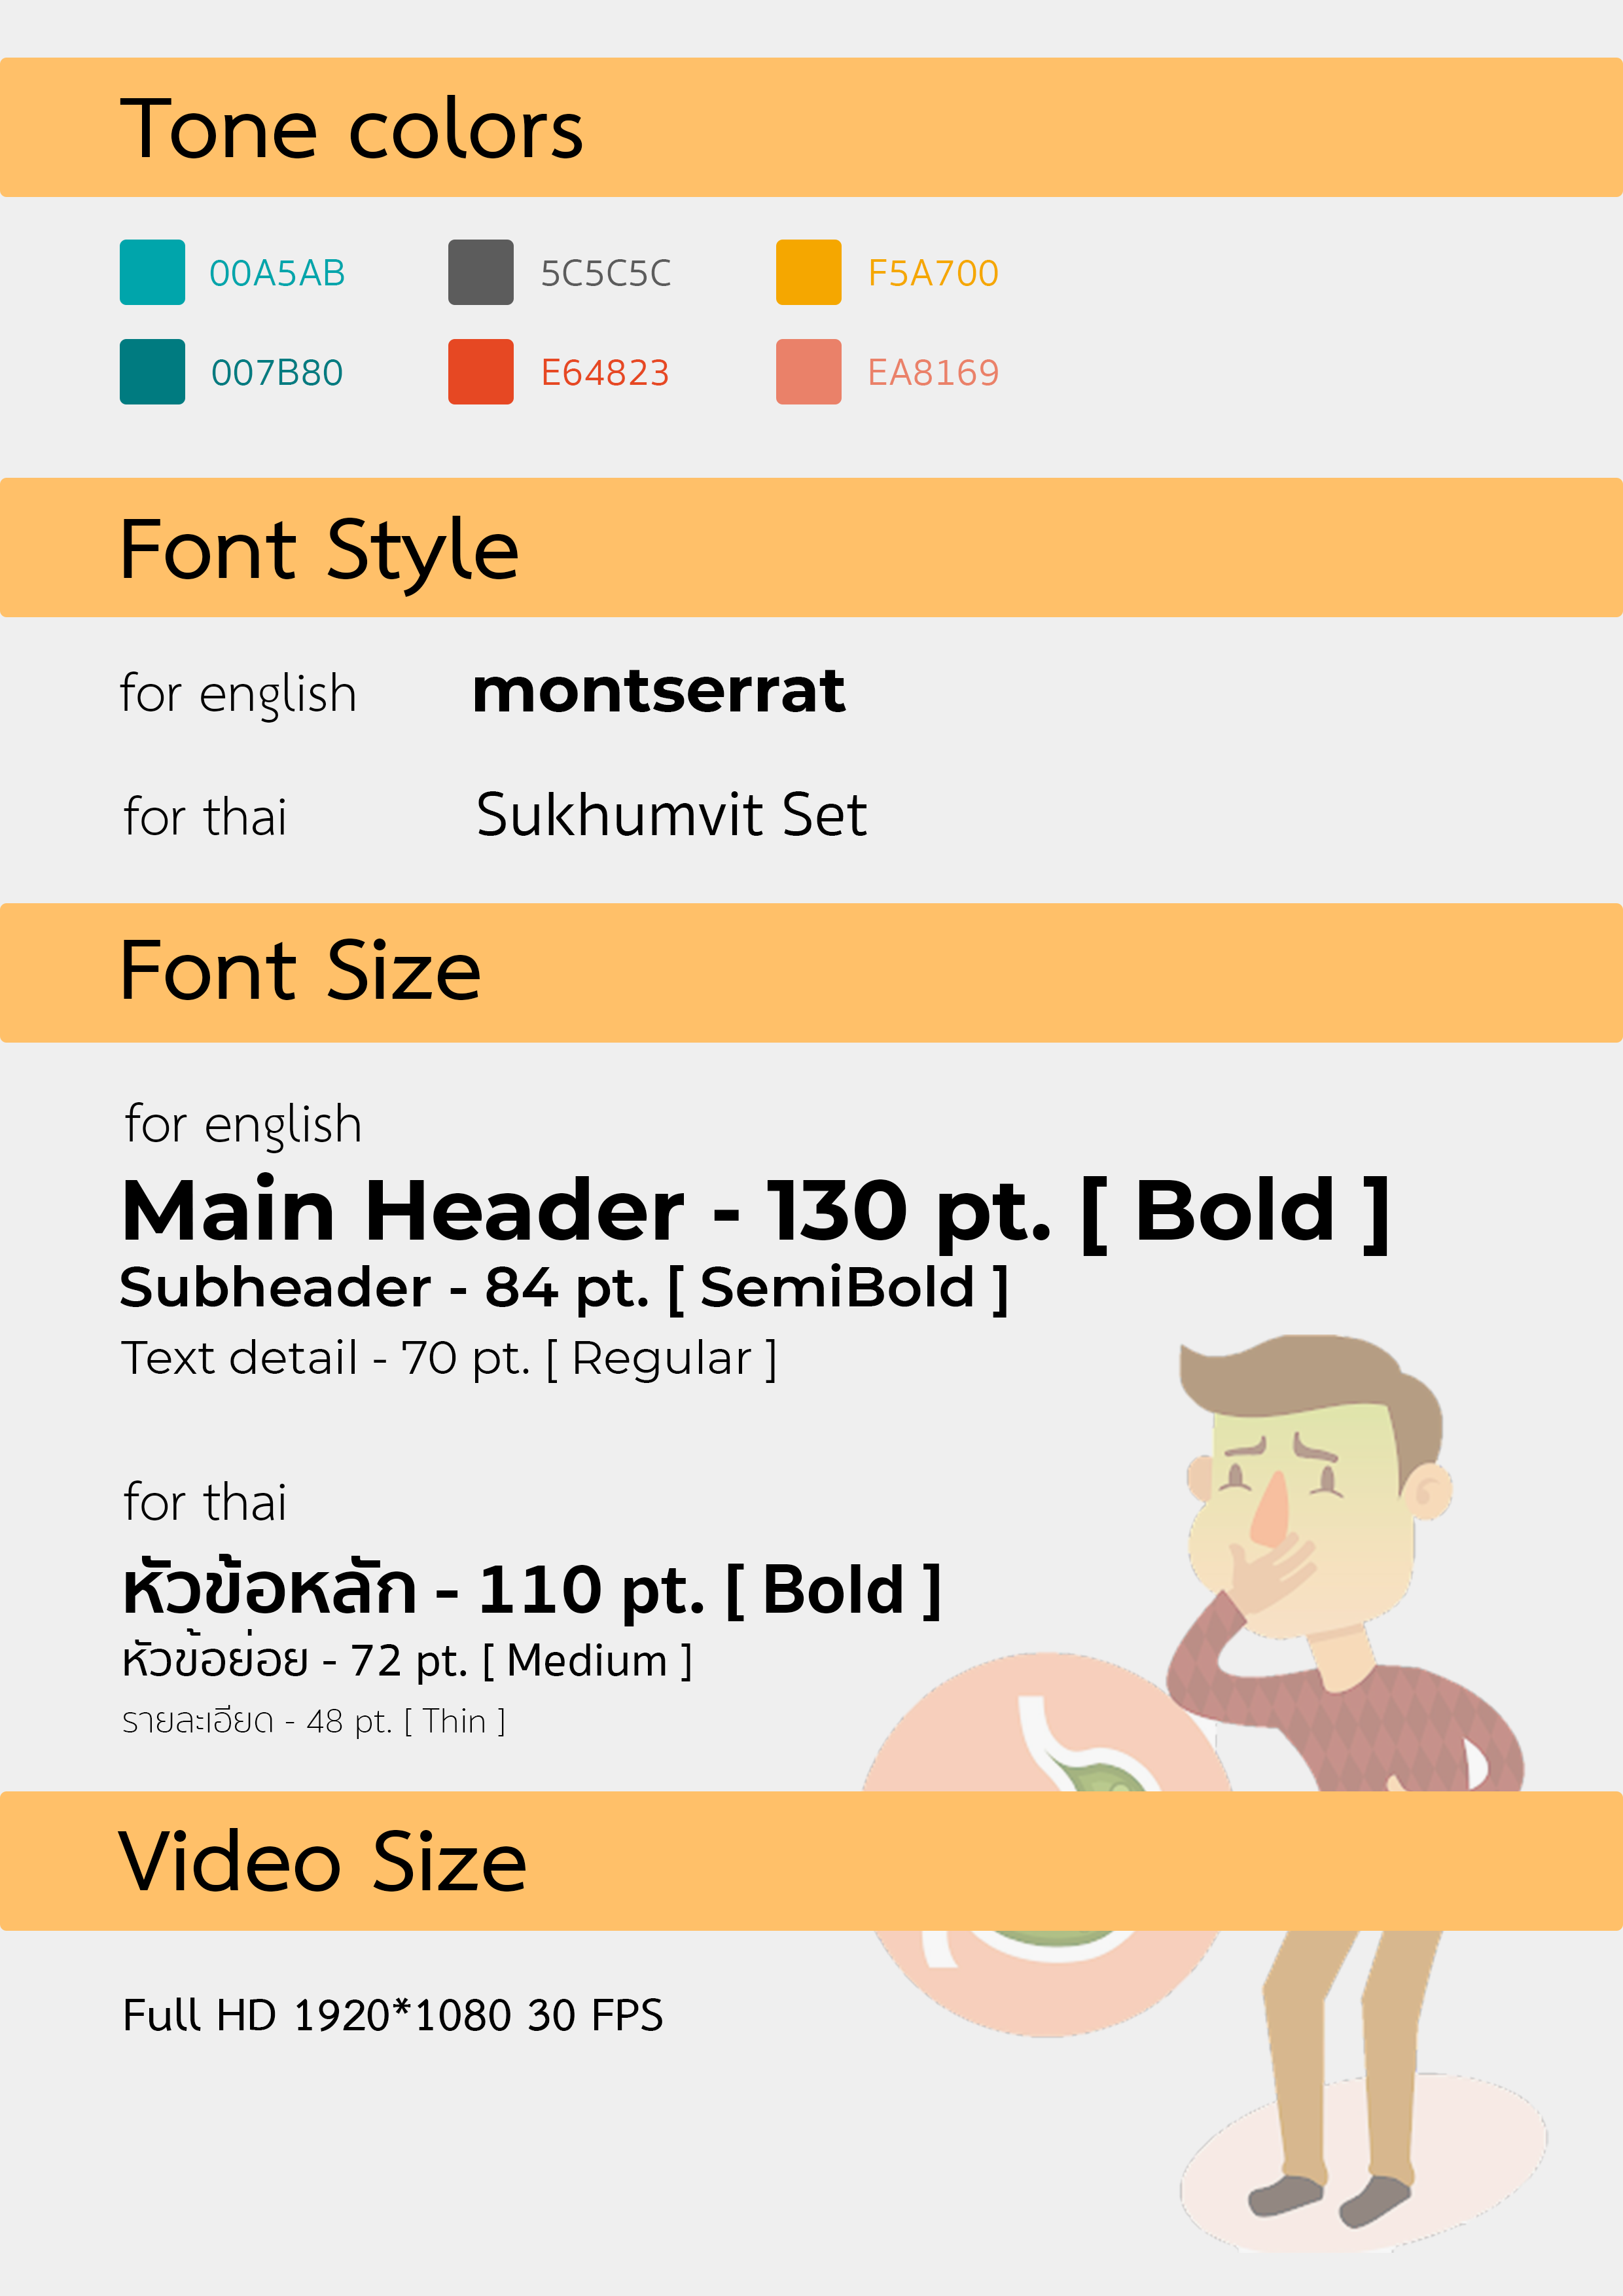 Tone colors
00A5AB 5C5C5C F5A700
007B80 E64823 EA8169
Font Style
for english montserrat
for thai Sukhumvit Set
Font Size
for english
Main Header - 130 pt. [ Bold ]
Subheader - 84 pt. [ SemiBold ]
Text detail - 70 pt. [ Regular ]
for thai
หัวข้อหลัก - 110 pt. [ Bold ]
หัวข้อย่อย - 72 pt. [ Medium ]
รายละเอียด - 48 pt. [ Thin ]
Video Size
Full HD 1920*1080 30 FPS